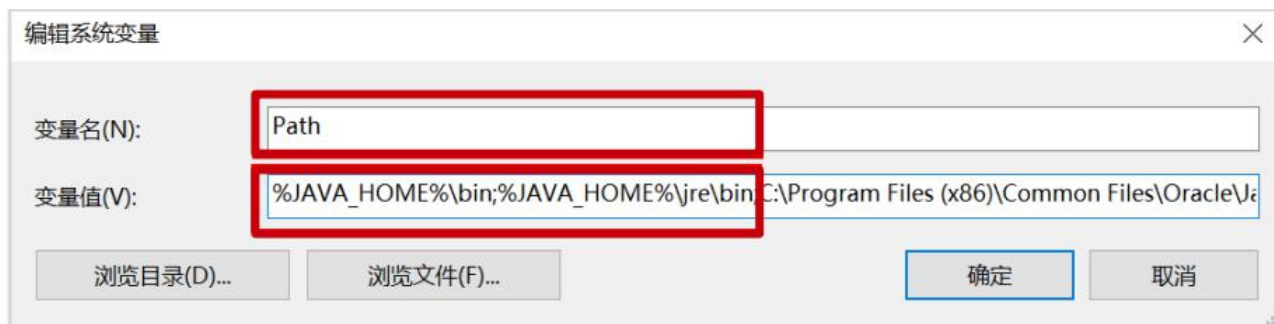 编辑系统变量
变量名(N):
Path
变量值(V):
%JAVA_HOME%\bin;%JAVA_HOME%\jre\bin;C:\Program Files (x86)\Common Files\Oracle\Ja
浏览目录(D)...
浏览文件(F)...
确定
取消